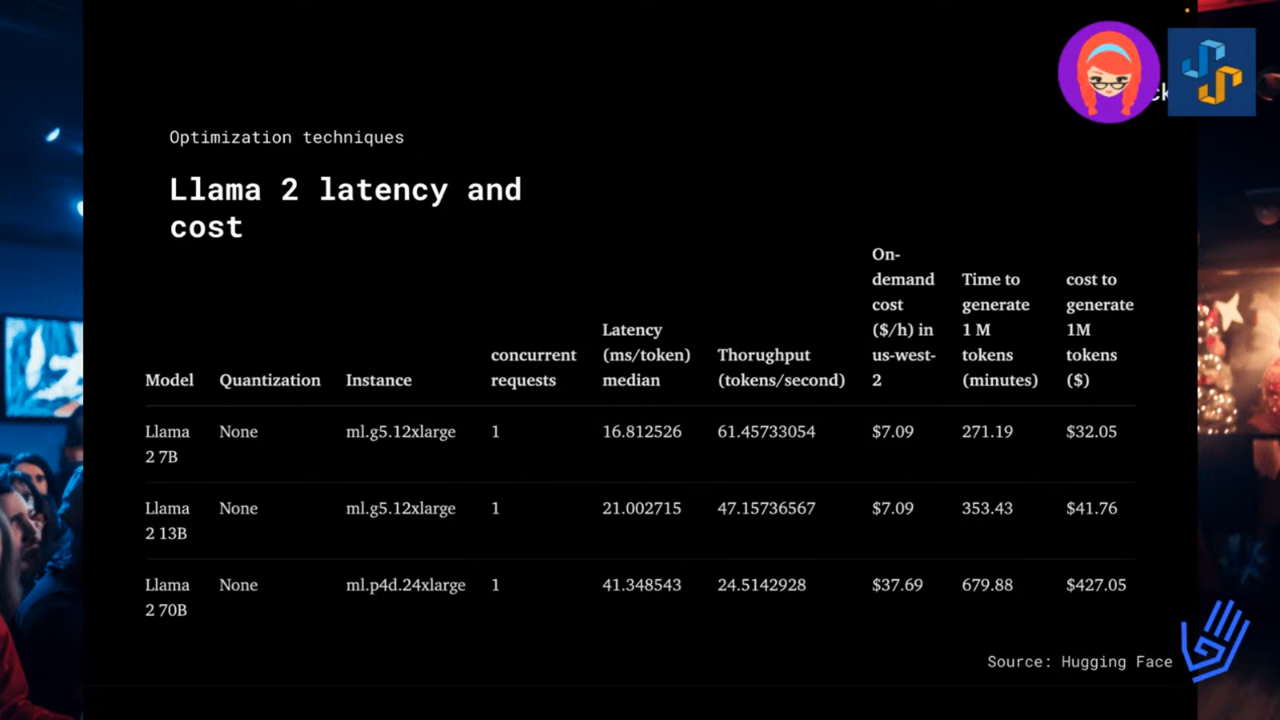 Optimization techniques
Llama 2 latency and
cost
Model Quantization Instance concurrent requests Latency (ms/token) median Thorughput (tokens/second) On-demand cost ($/h) in us-west-2 Time to generate 1 M tokens (minutes) cost to generate 1M tokens ($)
Llama 2 7B None ml.g5.12xlarge 1 16.812526 61.45733054 $7.09 271.19 $32.05
Llama 2 13B None ml.g5.12xlarge 1 21.002715 47.15736567 $7.09 353.43 $41.76
Llama 2 70B None ml.p4d.24xlarge 1 41.348543 24.5142928 $37.69 679.88 $427.05
Source: Hugging Face